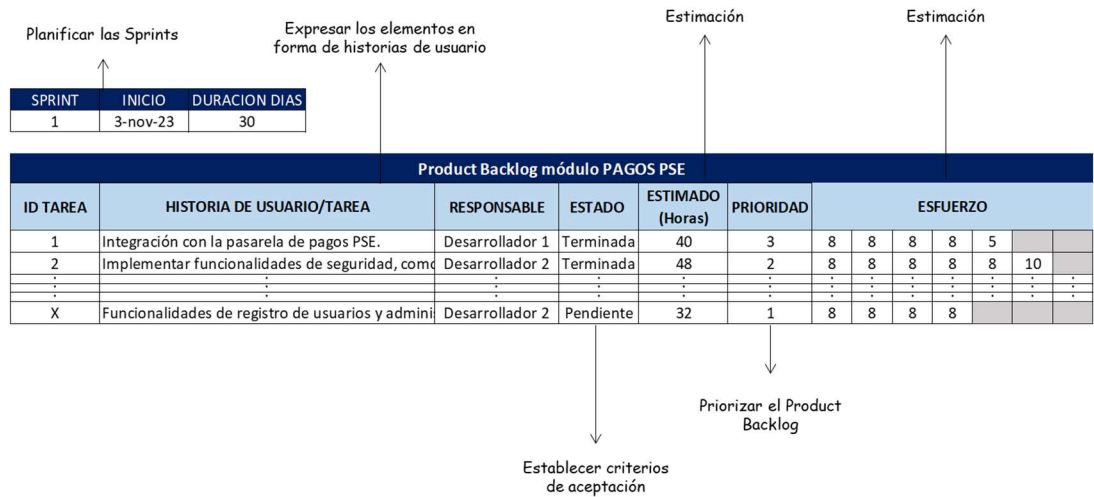 Planificar las Sprints
Expresar los elementos en
forma de historias de usuario
Estimación
Estimación
SPRINT INICIO DURACION DIAS
1 3-nov-23 30
Product Backlog módulo PAGOS PSE
ID TAREA HISTORIA DE USUARIO/TAREA RESPONSABLE ESTADO ESTIMADO (Horas) PRIORIDAD ESFUERZO
1 Integración con la pasarela de pagos PSE. Desarrollador 1 Terminada 40 3 8 8 8 8 5
2 Implementar funcionalidades de seguridad, como Desarrollador 2 Terminada 48 2 8 8 8 8 8 10
: : : : : : : : : : : : :
: : : : : : : : : : : : :
X Funcionalidades de registro de usuarios y adminis Desarrollador 2 Pendiente 32 1 8 8 8 8
Priorizar el Product
Backlog
Establecer criterios
de aceptación